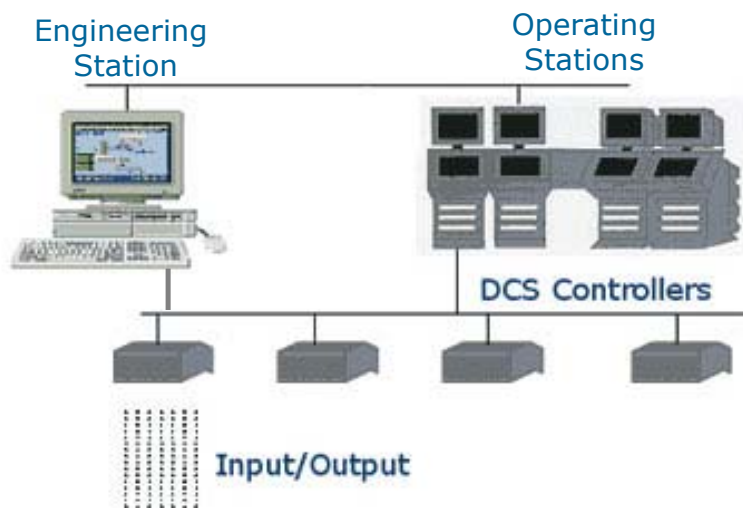 Engineering
Station
Operating
Stations
DCS Controllers
Input/Output